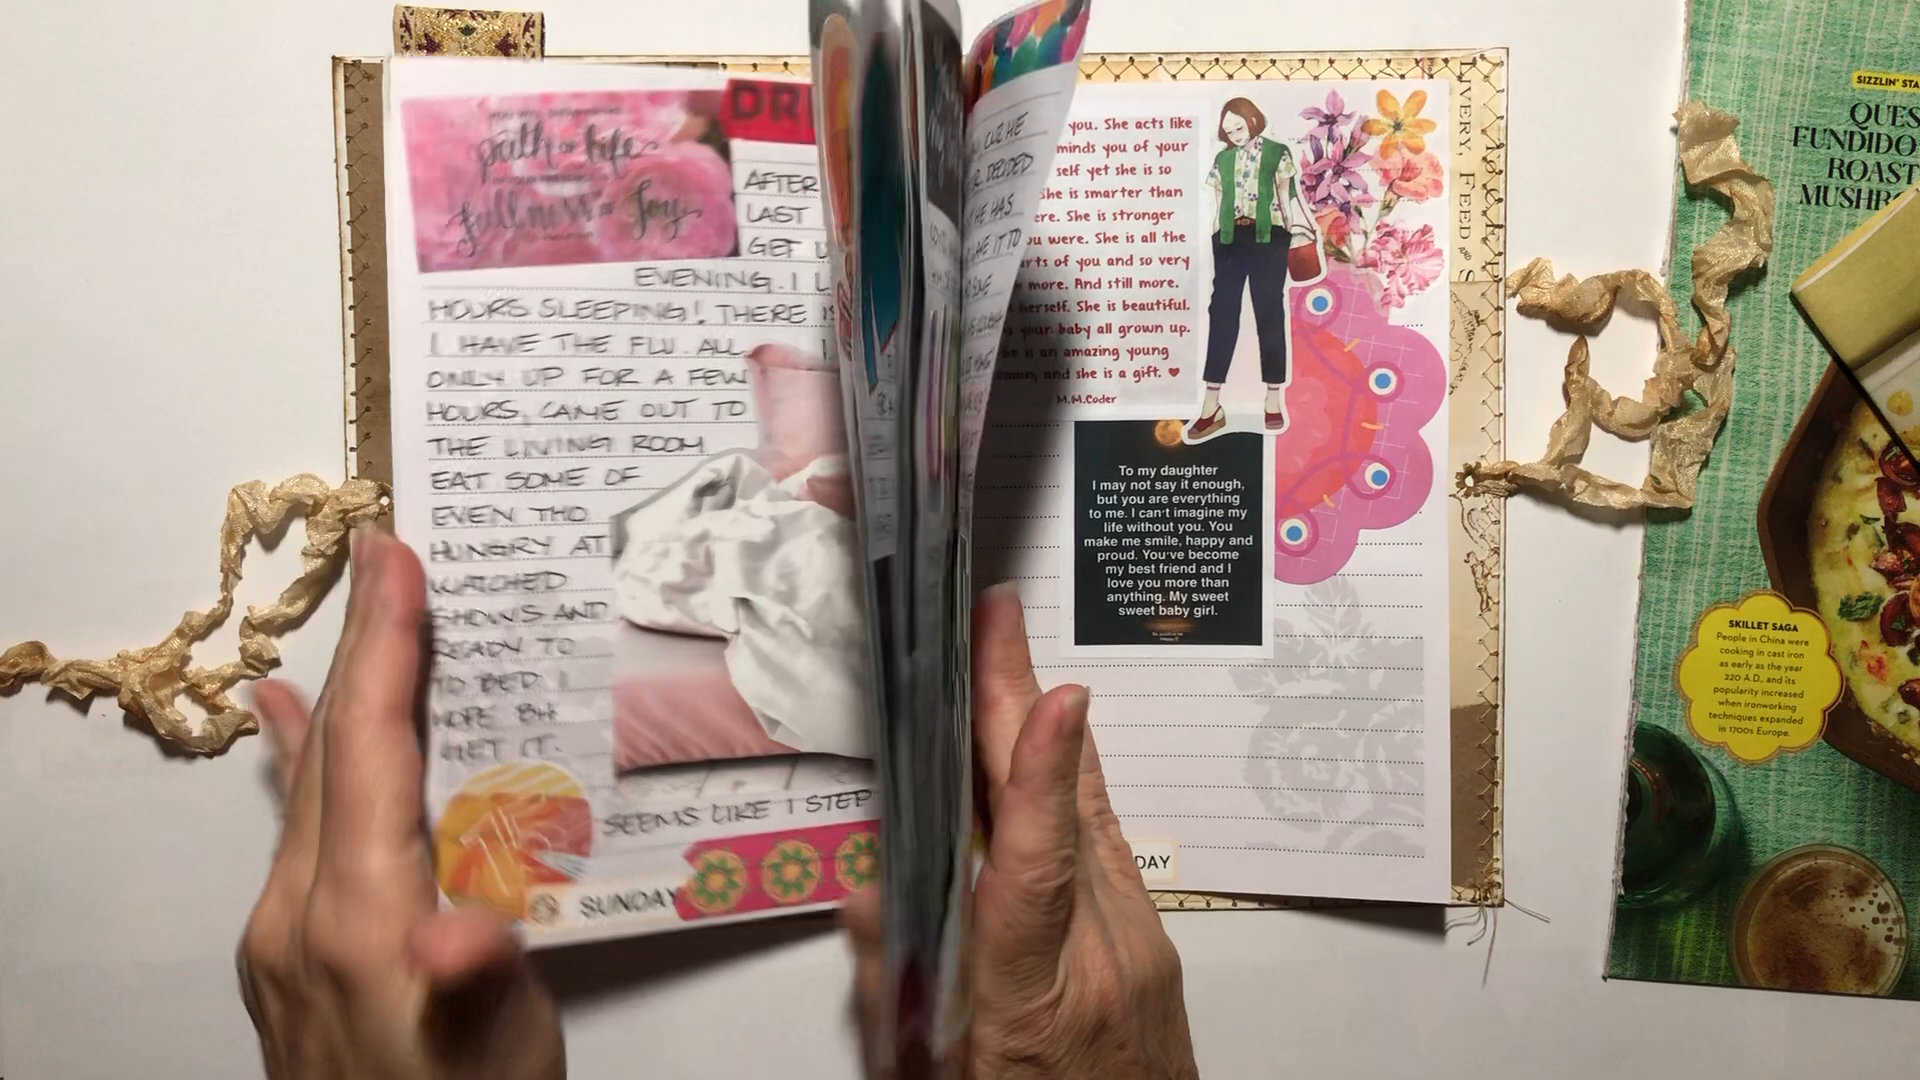 path of life
fullness of Joy
DR
AFTER
LAST
GET U
EVENING. I L
HOURS SLEEPING! THERE IS
I HAVE THE FLU. ALL I
ONLY UP FOR A FEW
HOURS, CAME OUT TO
THE LIVING ROOM
EAT SOME OF
EVEN THO
HUNGRY AT
WATCHED
SHOWS AND
READY TO
TO BED. I
HOPE BH
GET IT.
SEEMS LIKE I STEP
SUNDAY
DECIDED
HE HAS
you. She acts like
minds you of your
self yet she is so
She is smarter than
ere. She is stronger
ou were. She is all the
arts of you and so very
more. And still more.
herself. She is beautiful.
your baby all grown up.
is an amazing young
and she is a gift. ♥
M.M.Coder
To my daughter
I may not say it enough,
but you are everything
to me. I can't imagine my
life without you. You
make me smile, happy and
proud. You've become
my best friend and I
love you more than
anything. My sweet
sweet baby girl.
DAY
LIVERY, FEED AND S
SIZZLIN' STA
QUES
FUNDIDO
ROAST
MUSHR
SKILLET SAGA
People in China were
cooking in cast iron
as early as the year
220 A.D., and its
popularity increased
when ironworking
techniques expanded
in 1700s Europe.